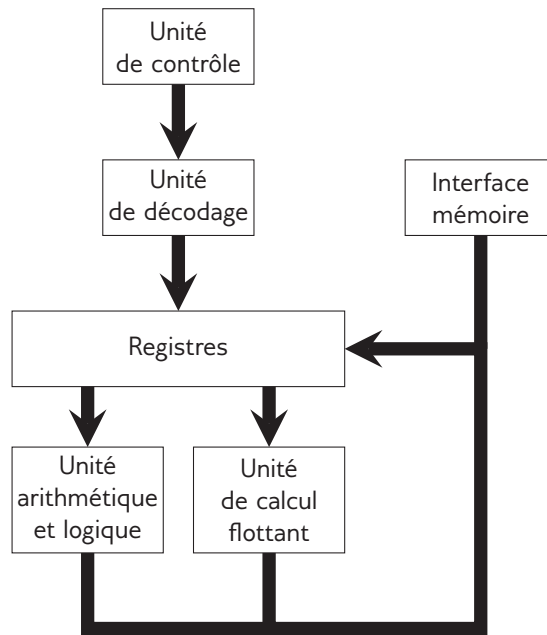 Unité
de contrôle
Unité
de décodage
Interface
mémoire
Registres
Unité
arithmétique
et logique
Unité
de calcul
flottant